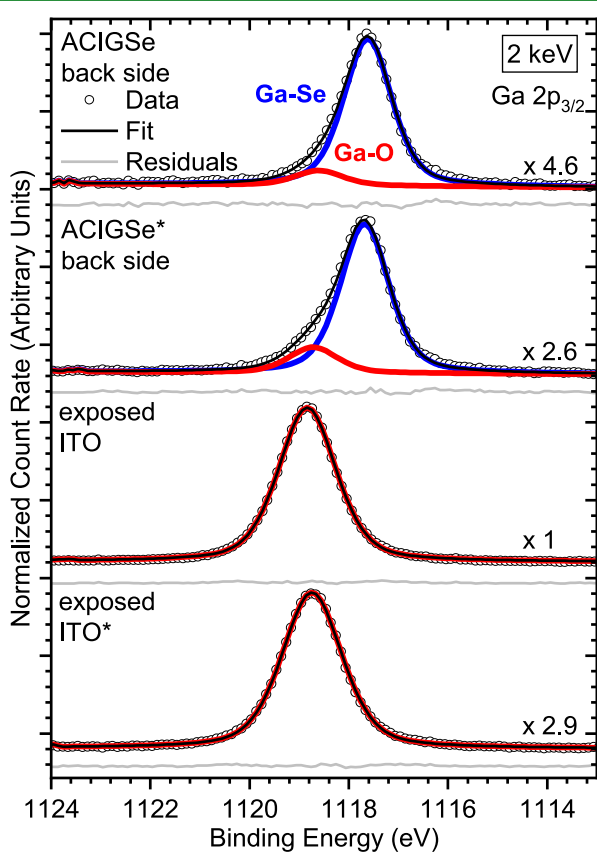 ACIGSe
back side
Data
Fit
Residuals
Ga-Se
Ga-O
2 keV
Ga 2p3/2
x 4.6
ACIGSe*
back side
x 2.6
exposed
ITO
x 1
exposed
ITO*
x 2.9
1124 1122 1120 1118 1116 1114
Binding Energy (eV)
Normalized Count Rate (Arbitrary Units)